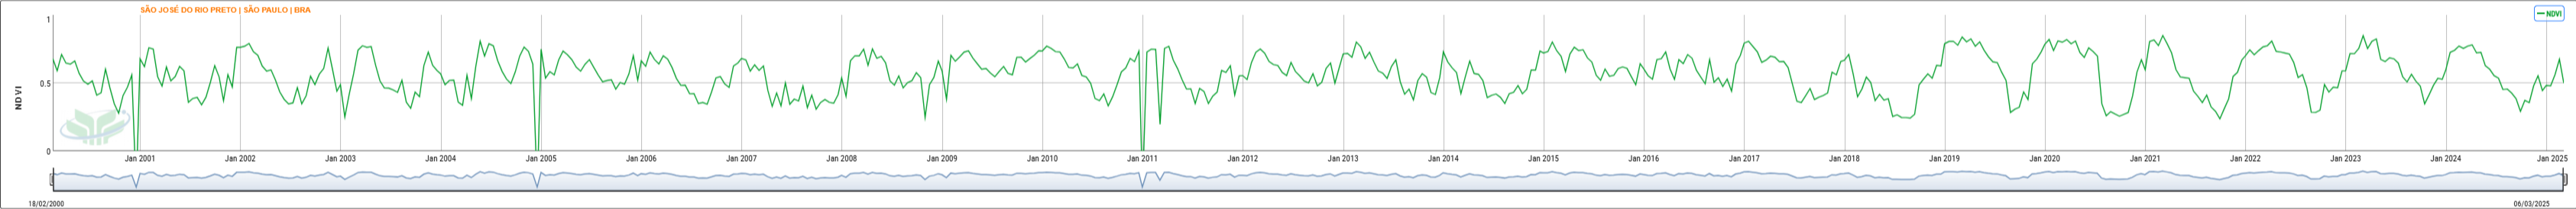 SÃO JOSÉ DO RIO PRETO | SÃO PAULO | BRA
NDVI
1
0.5
0
NDVI
Jan 2001 Jan 2002 Jan 2003 Jan 2004 Jan 2005 Jan 2006 Jan 2007 Jan 2008 Jan 2009 Jan 2010 Jan 2011 Jan 2012 Jan 2013 Jan 2014 Jan 2015 Jan 2016 Jan 2017 Jan 2018 Jan 2019 Jan 2020 Jan 2021 Jan 2022 Jan 2023 Jan 2024 Jan 2025
18/02/2000 06/03/2025